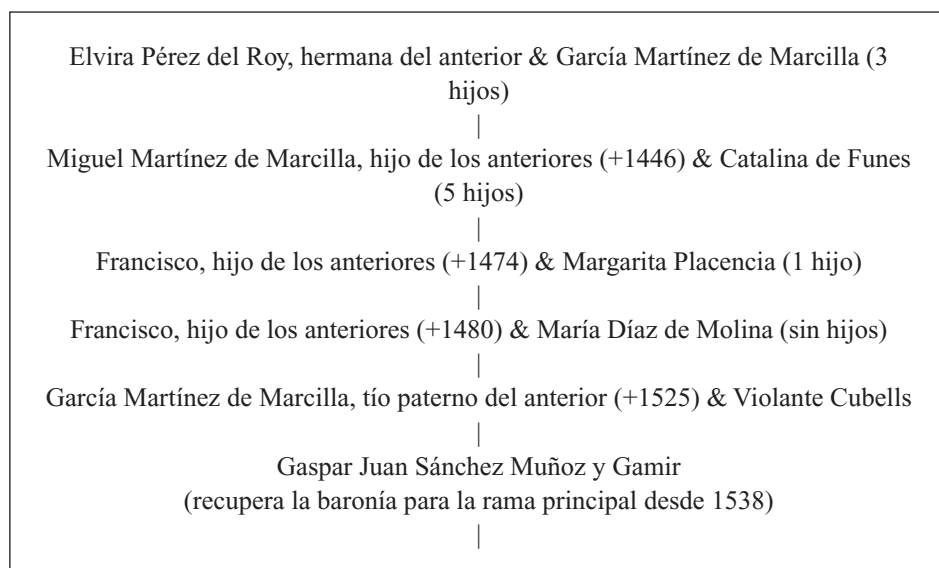 Elvira Pérez del Roy, hermana del anterior & García Martínez de Marcilla (3
hijos)
|
Miguel Martínez de Marcilla, hijo de los anteriores (+1446) & Catalina de Funes
(5 hijos)
|
Francisco, hijo de los anteriores (+1474) & Margarita Placencia (1 hijo)
|
Francisco, hijo de los anteriores (+1480) & María Díaz de Molina (sin hijos)
|
García Martínez de Marcilla, tío paterno del anterior (+1525) & Violante Cubells
|
Gaspar Juan Sánchez Muñoz y Gamir
(recupera la baronía para la rama principal desde 1538)
|